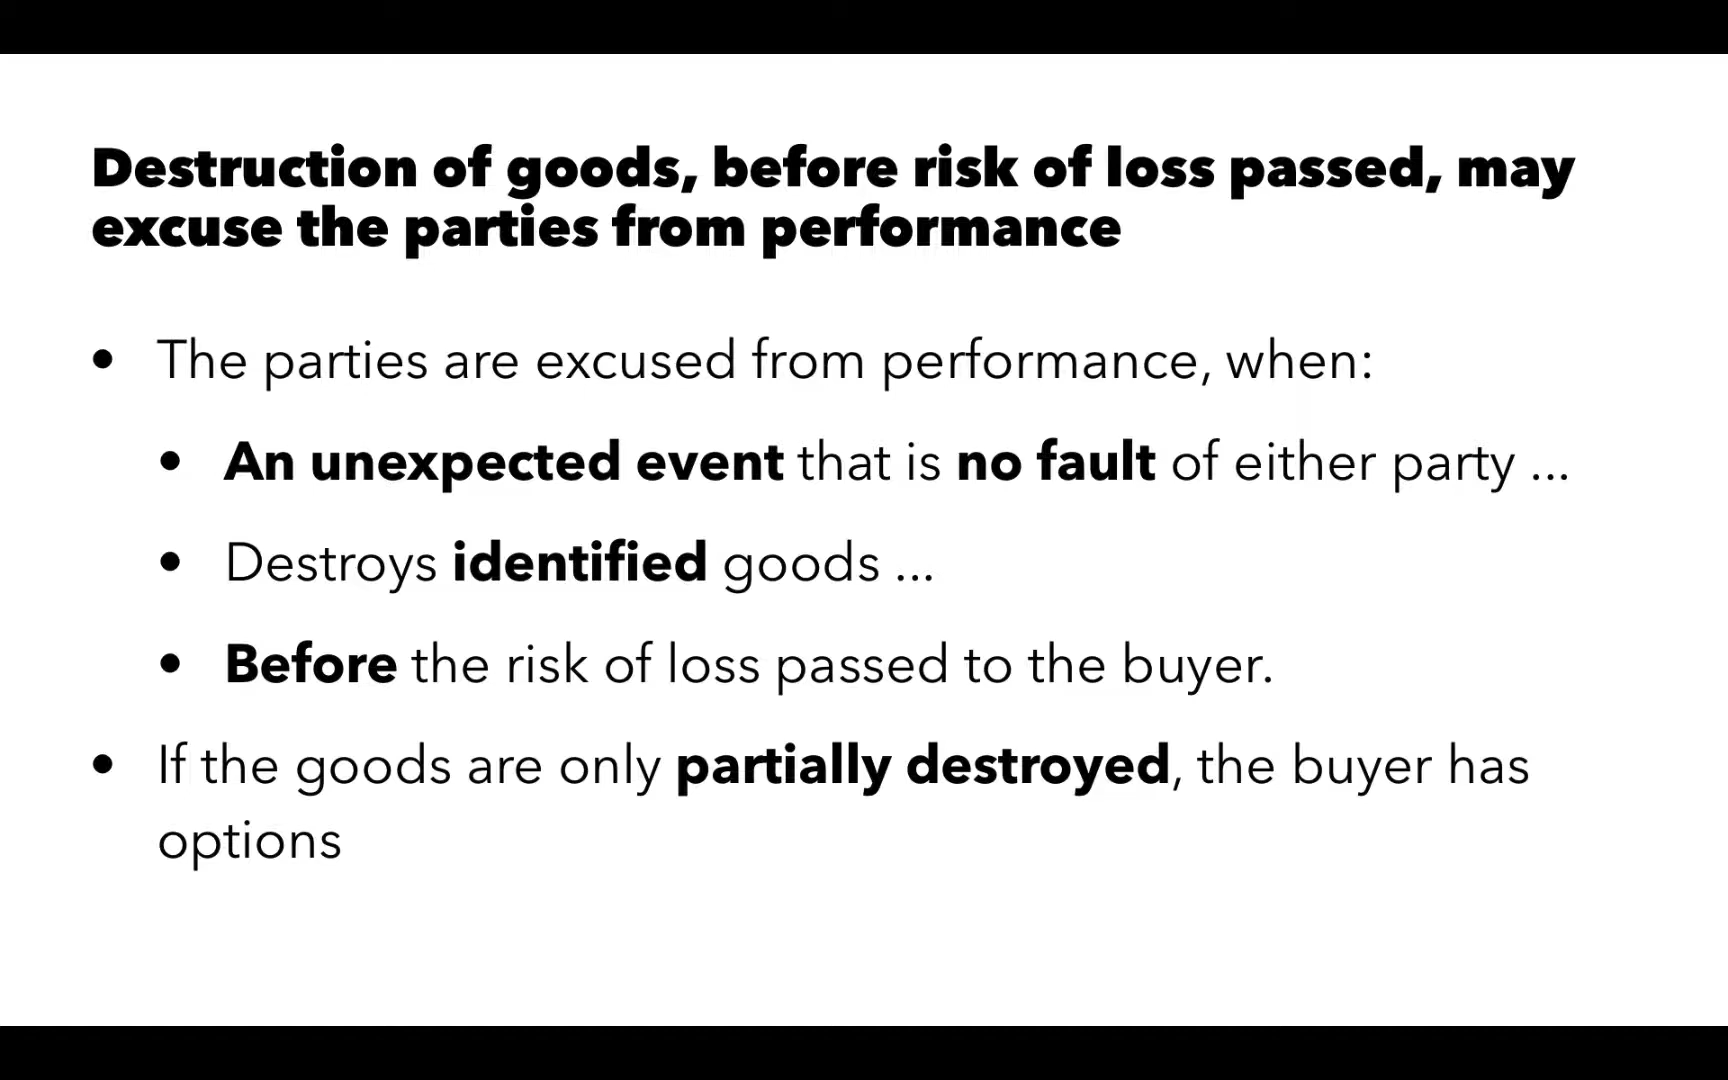 Destruction of goods, before risk of loss passed, may
excuse the parties from performance
• The parties are excused from performance, when:
• An unexpected event that is no fault of either party ...
• Destroys identified goods ...
• Before the risk of loss passed to the buyer.
• If the goods are only partially destroyed, the buyer has
options